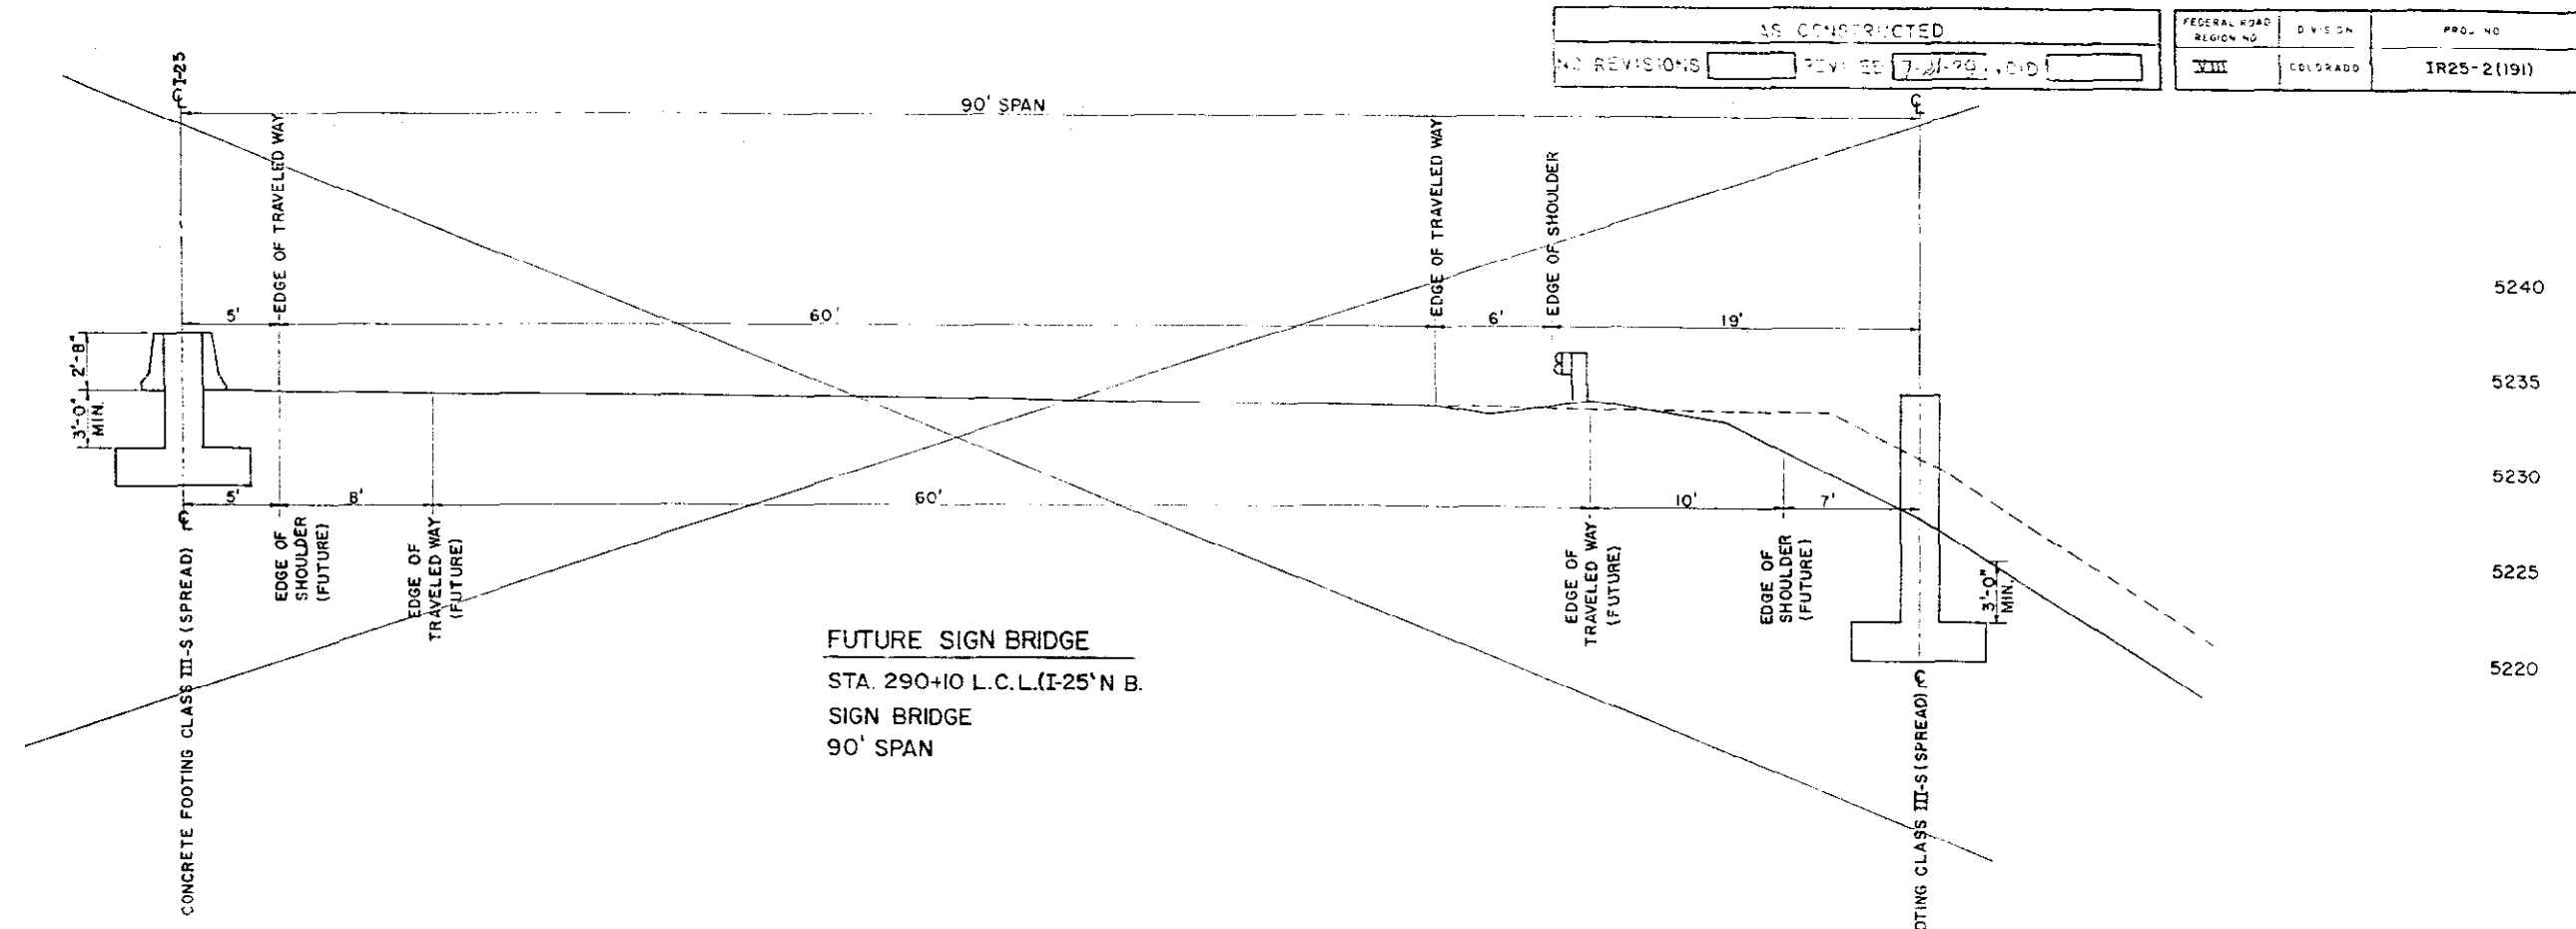 AS CONSTRUCTED
NO REVISIONS
REVISED
VOID
FEDERAL ROAD REGION NO
DIVISION
PROJ. NO
VIII
COLORADO
IR25-2(191)
℄ I-25
90' SPAN
℄
EDGE OF TRAVELED WAY
EDGE OF TRAVELED WAY
EDGE OF SHOULDER
5'
60'
6'
19'
5240
5235
5230
5225
5220
2'-8"
3'-0"
MIN.
5'
8'
60'
10'
7'
EDGE OF
SHOULDER
(FUTURE)
EDGE OF
TRAVELED WAY
(FUTURE)
EDGE OF
TRAVELED WAY
(FUTURE)
EDGE OF
SHOULDER
(FUTURE)
3'-0"
MIN.
CONCRETE FOOTING CLASS III-S (SPREAD) ℄
OTING CLASS III-S (SPREAD) ℄
FUTURE SIGN BRIDGE
STA. 290+10 L.C.L.(I-25' N B.
SIGN BRIDGE
90' SPAN